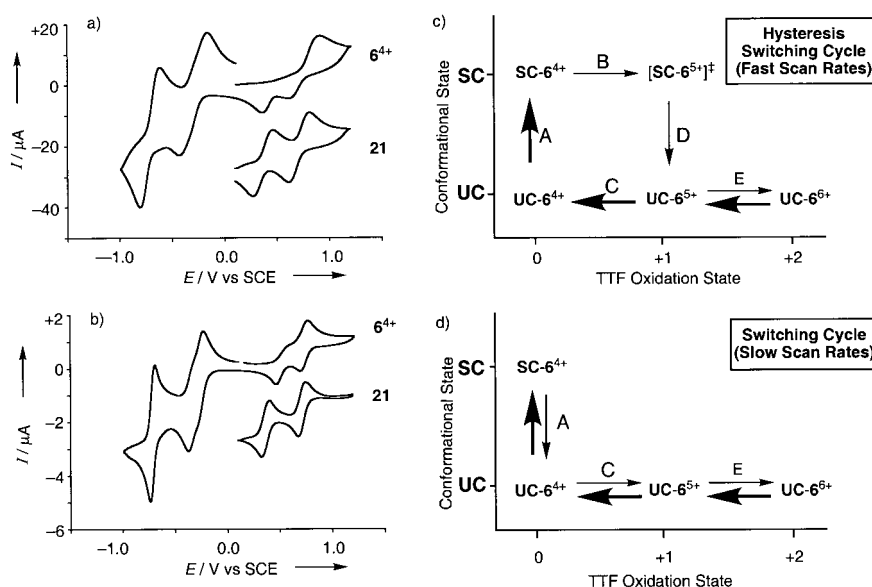 a)
+20
0
−20
−40
I / μA
6⁴⁺
21
−1.0
0.0
1.0
E / V vs SCE
b)
+2
0
−2
−4
−6
I / μA
6⁴⁺
21
−1.0
0.0
1.0
E / V vs SCE
c)
Hysteresis
Switching Cycle
(Fast Scan Rates)
Conformational State
SC
SC-6⁴⁺
B
[SC-6⁵⁺]‡
A
D
UC
UC-6⁴⁺
C
UC-6⁵⁺
E
UC-6⁶⁺
0
+1
+2
TTF Oxidation State
d)
Switching Cycle
(Slow Scan Rates)
Conformational State
SC
SC-6⁴⁺
A
UC
UC-6⁴⁺
C
UC-6⁵⁺
E
UC-6⁶⁺
0
+1
+2
TTF Oxidation State